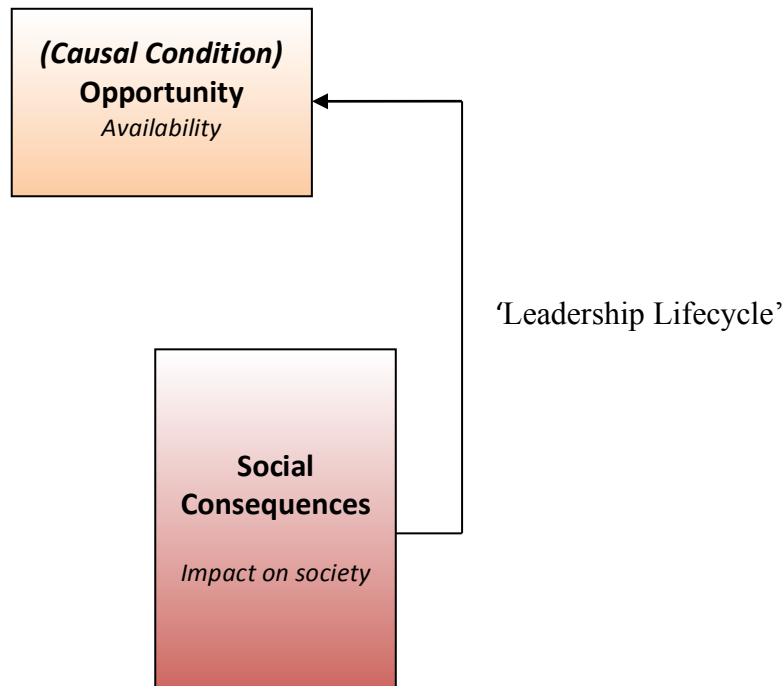 (Causal Condition)
Opportunity
Availability
‘Leadership Lifecycle’
Social
Consequences
Impact on society